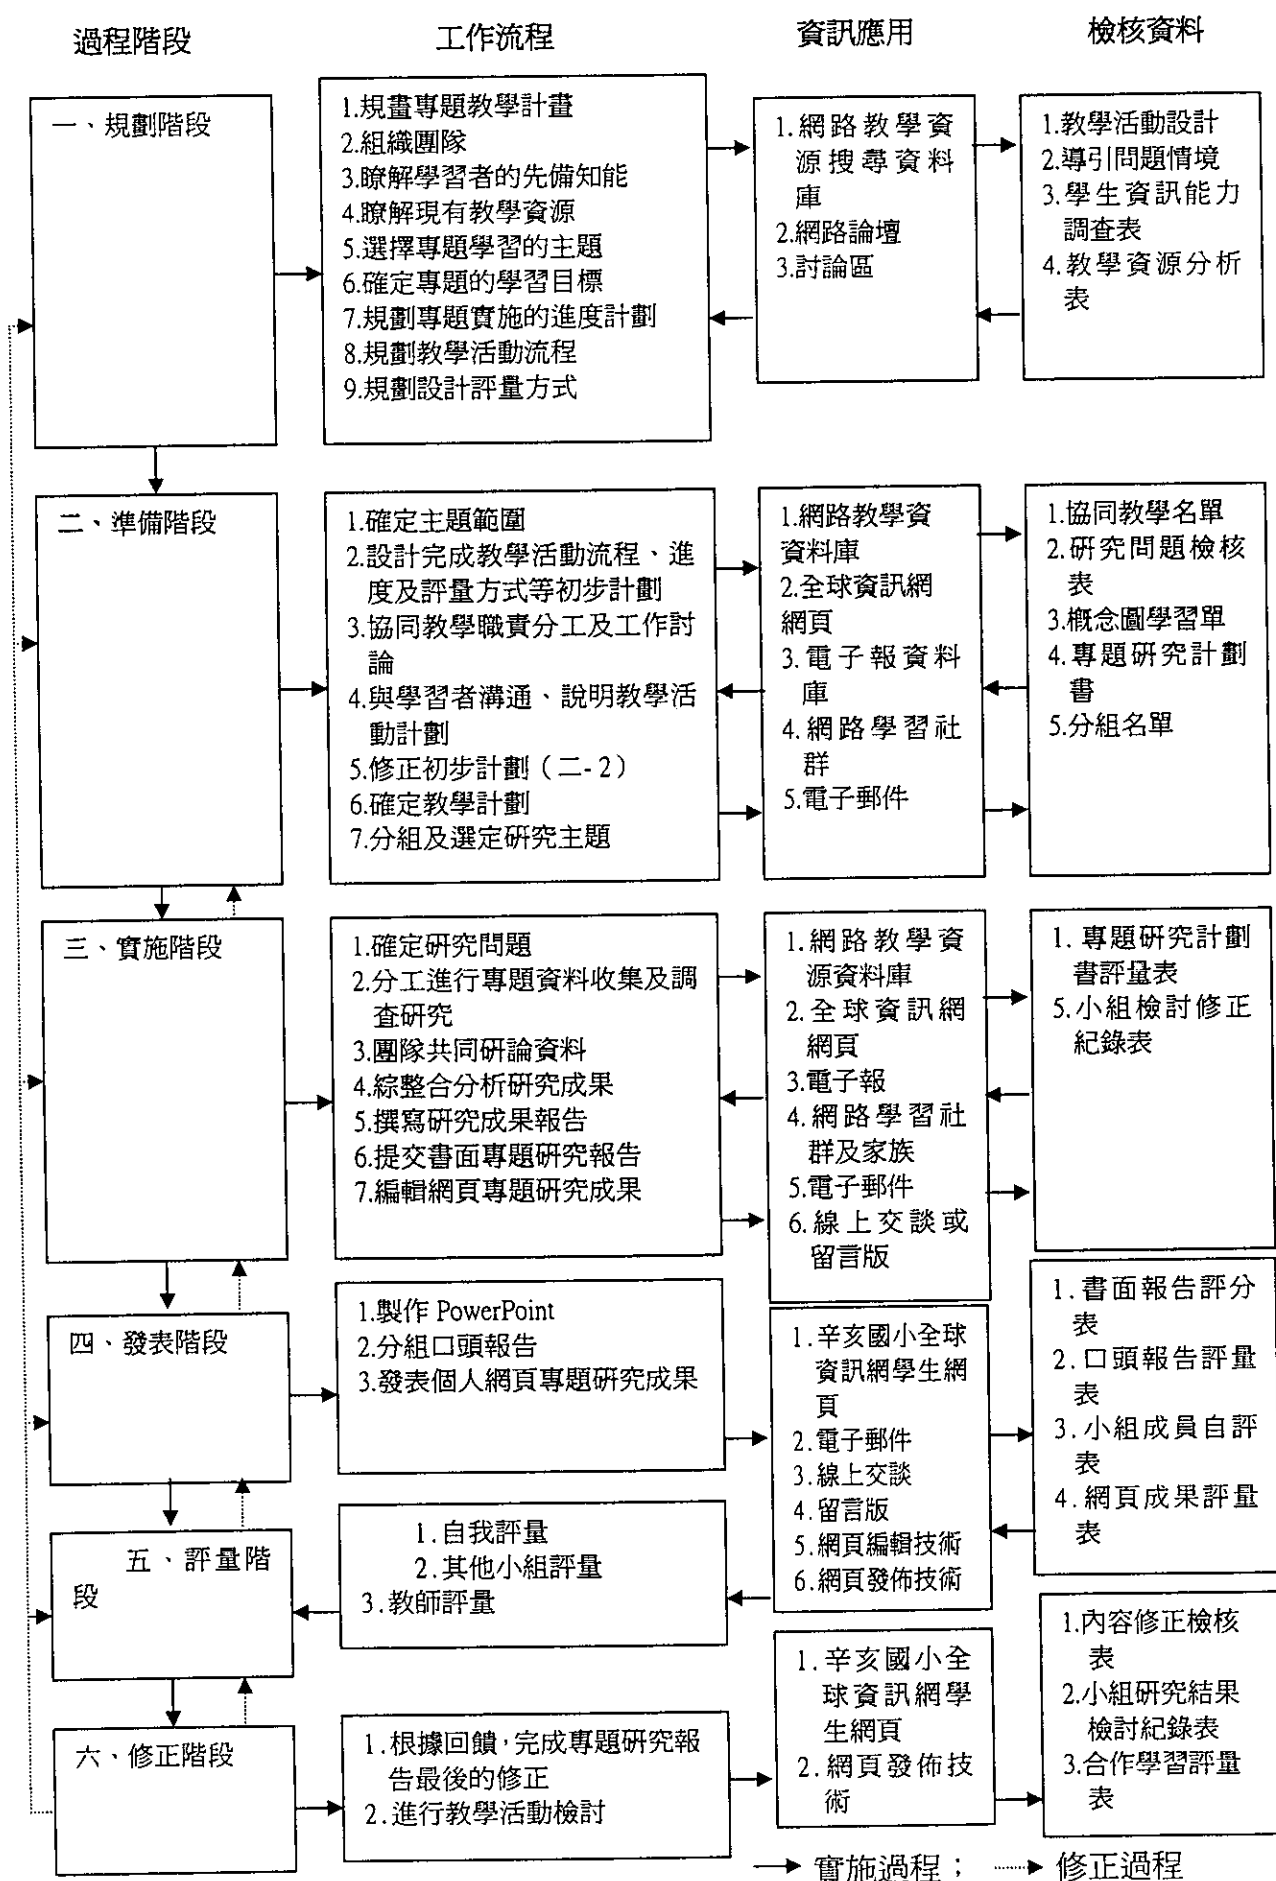 過程階段
工作流程
資訊應用
檢核資料
一、規劃階段
1.規畫專題教學計畫
2.組織團隊
3.瞭解學習者的先備知能
4.瞭解現有教學資源
5.選擇專題學習的主題
6.確定專題的學習目標
7.規劃專題實施的進度計劃
8.規劃教學活動流程
9.規劃設計評量方式
1.網路教學資
源搜尋資料
庫
2.網路論壇
3.討論區
1.教學活動設計
2.導引問題情境
3.學生資訊能力
調查表
4.教學資源分析
表
二、準備階段
1.確定主題範圍
2.設計完成教學活動流程、進
度及評量方式等初步計劃
3.協同教學職責分工及工作討
論
4.與學習者溝通、說明教學活
動計劃
5.修正初步計劃（二-2）
6.確定教學計劃
7.分組及選定研究主題
1.網路教學資
資料庫
2.全球資訊網
網頁
3.電子報資料
庫
4.網路學習社
群
5.電子郵件
1.協同教學名單
2.研究問題檢核
表
3.概念圖學習單
4.專題研究計劃
書
5.分組名單
三、實施階段
1.確定研究問題
2.分工進行專題資料收集及調
查研究
3.團隊共同研論資料
4.綜整合分析研究成果
5.撰寫研究成果報告
6.提交書面專題研究報告
7.編輯網頁專題研究成果
1.網路教學資
源資料庫
2.全球資訊網
網頁
3.電子報
4.網路學習社
群及家族
5.電子郵件
6.線上交談或
留言版
1. 專題研究計劃
書評量表
5.小組檢討修正
紀錄表
四、發表階段
1.製作 PowerPoint
2.分組口頭報告
3.發表個人網頁專題研究成果
1.辛亥國小全球
資訊網學生網
頁
2.電子郵件
3.線上交談
4.留言版
5.網頁編輯技術
6.網頁發佈技術
1. 書面報告評分
表
2.口頭報告評量
表
3.小組成員自評
表
4.網頁成果評量
表
五、評量階
段
1.自我評量
2.其他小組評量
3.教師評量
六、修正階段
1.根據回饋，完成專題研究報
告最後的修正
2.進行教學活動檢討
1.辛亥國小全
球資訊網學
生網頁
2.網頁發佈技
術
1.內容修正檢核
表
2.小組研究結果
檢討紀錄表
3.合作學習評量
表
實施過程；
修正過程